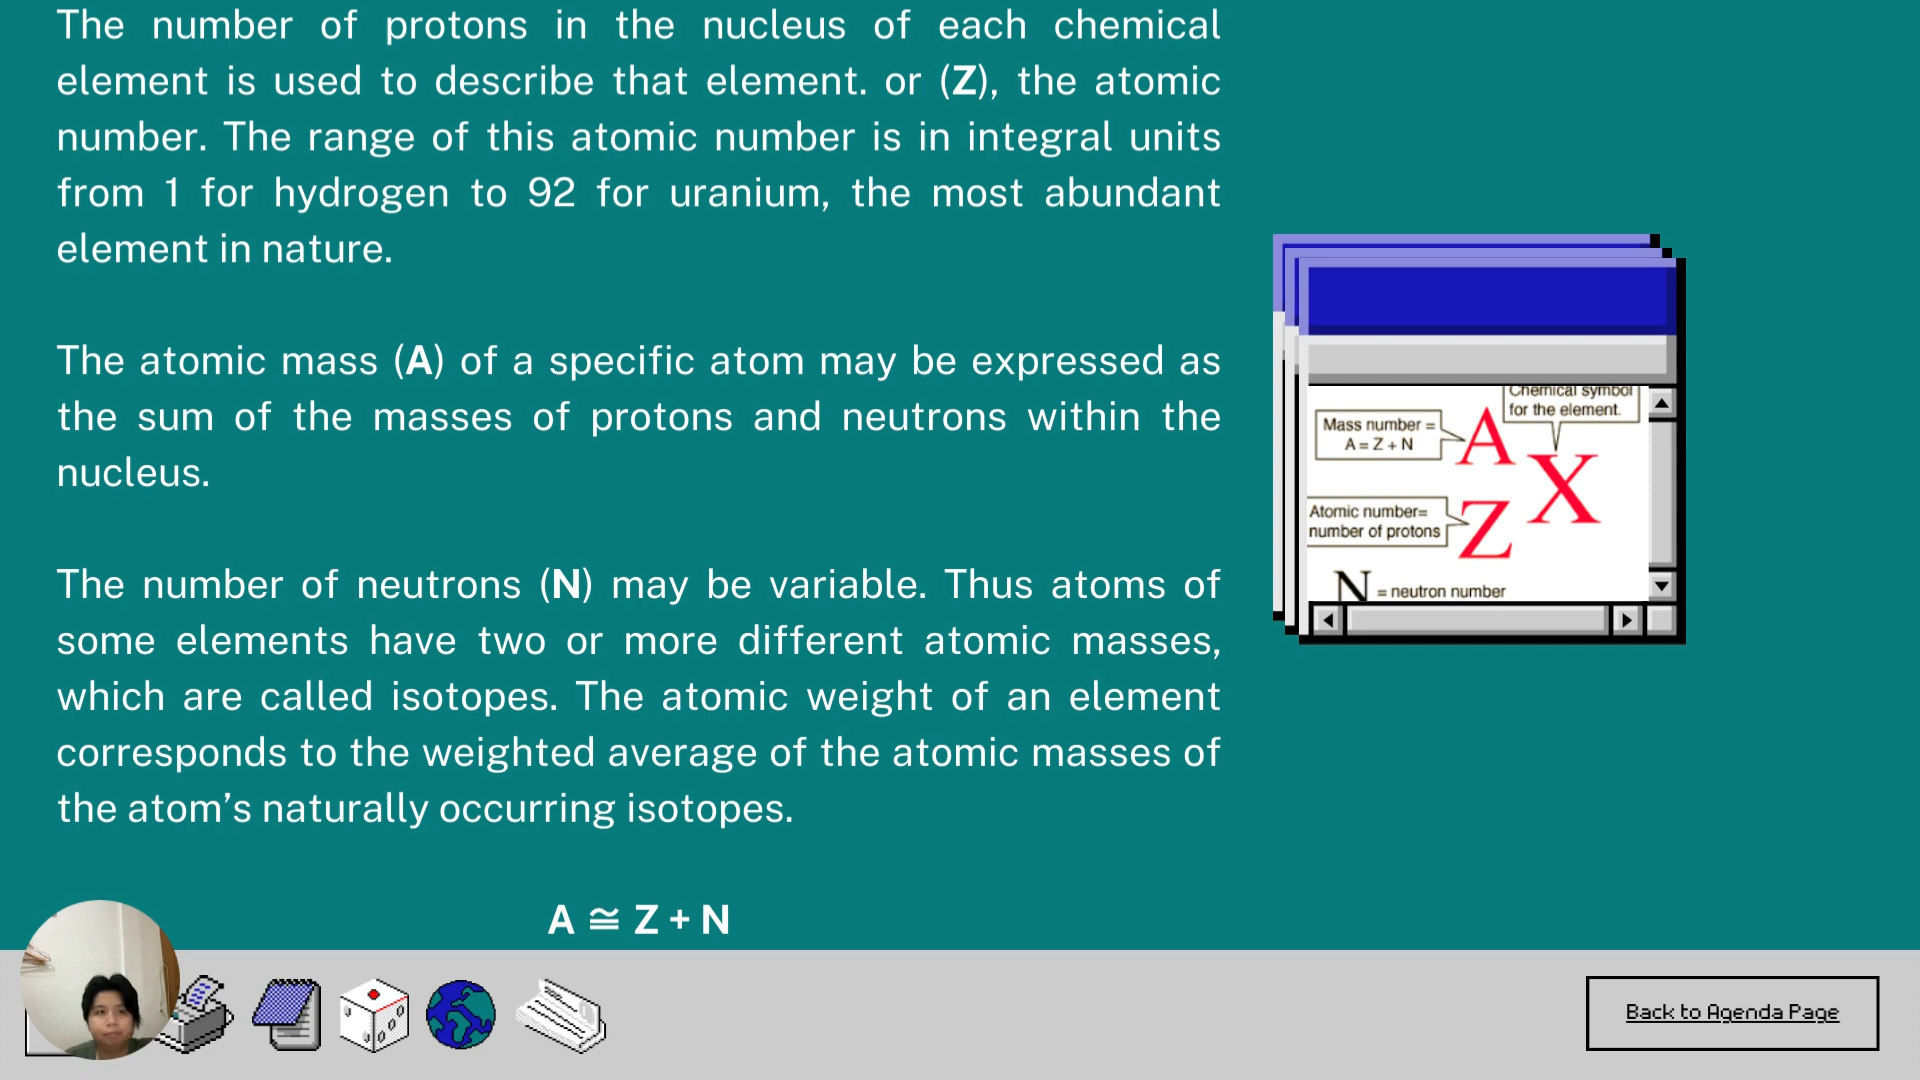 The number of protons in the nucleus of each chemical
element is used to describe that element. or (Z), the atomic
number. The range of this atomic number is in integral units
from 1 for hydrogen to 92 for uranium, the most abundant
element in nature.
The atomic mass (A) of a specific atom may be expressed as
the sum of the masses of protons and neutrons within the
nucleus.
The number of neutrons (N) may be variable. Thus atoms of
some elements have two or more different atomic masses,
which are called isotopes. The atomic weight of an element
corresponds to the weighted average of the atomic masses of
the atom’s naturally occurring isotopes.
A ≅ Z + N
Chemical symbol
for the element.
Mass number =
A = Z + N
A
X
Atomic number=
number of protons
Z
N = neutron number
Back to Agenda Page